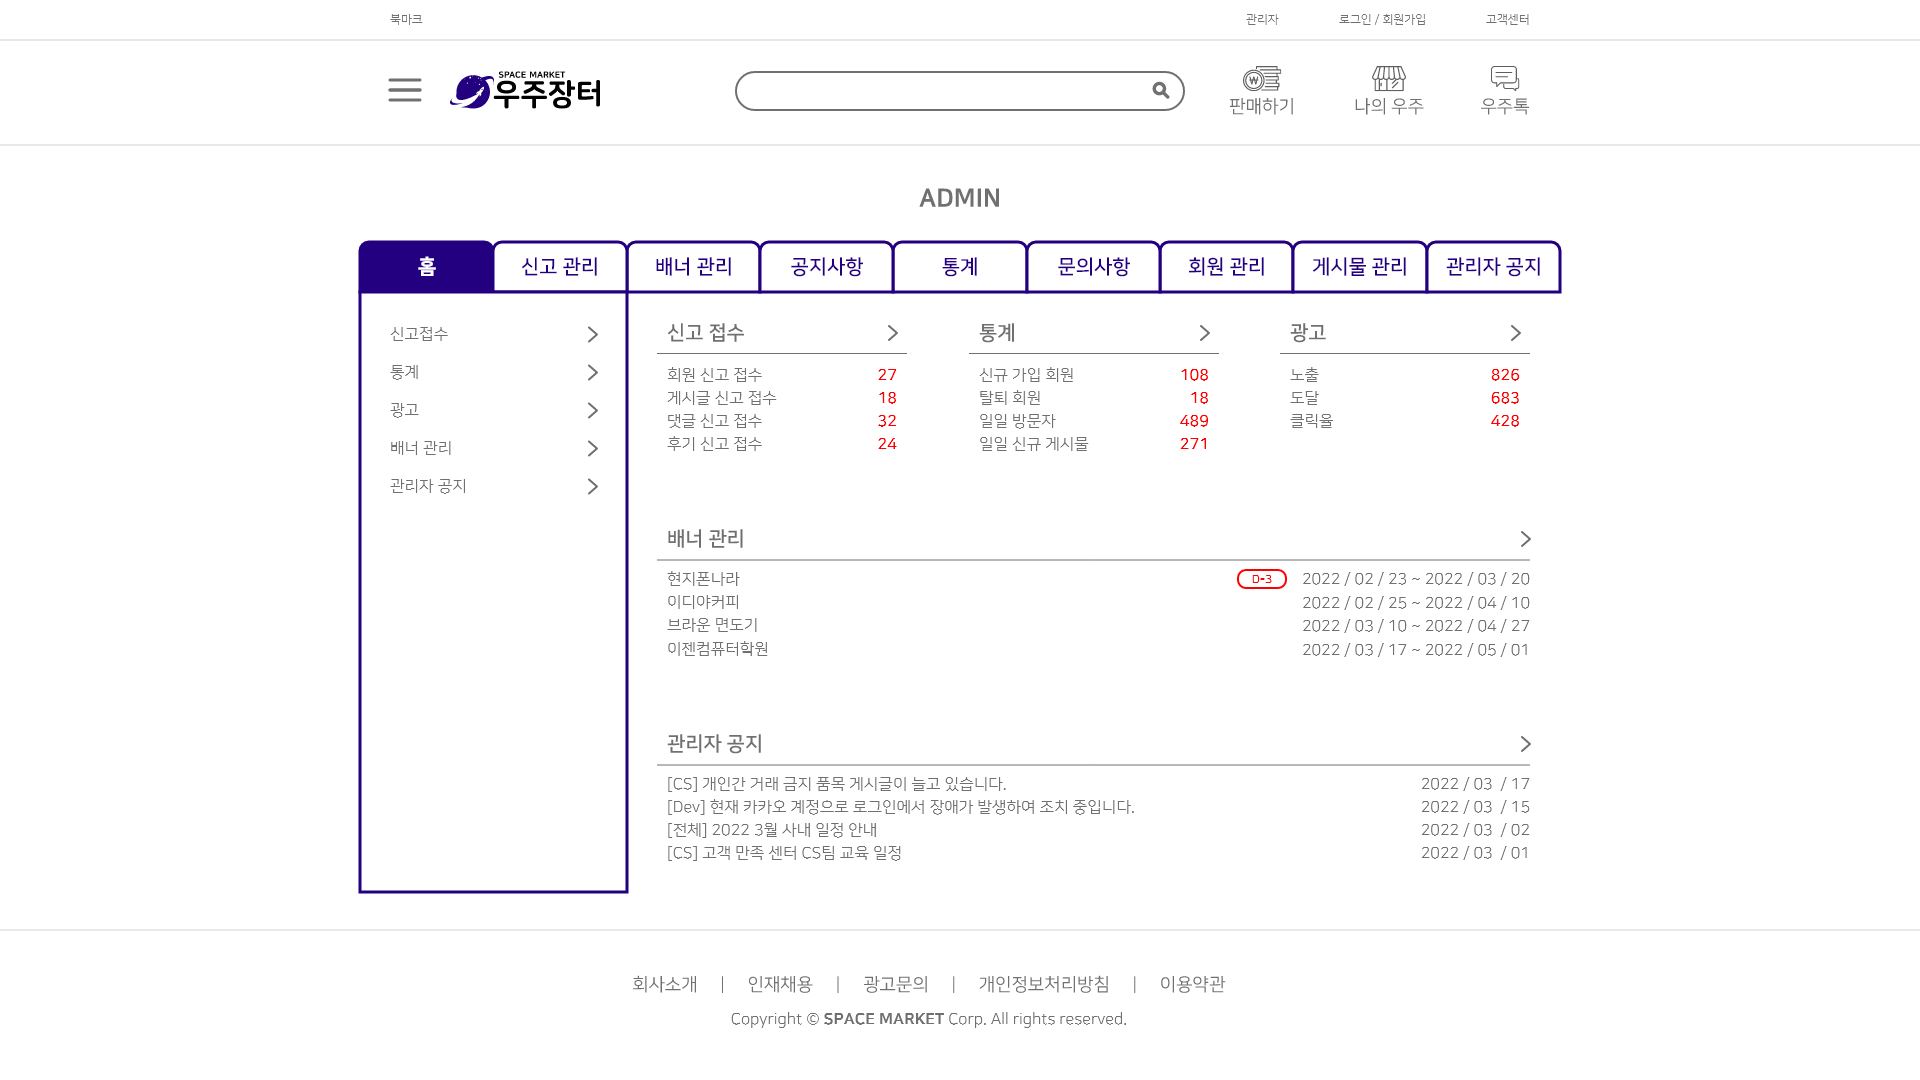 북마크 관리자 로그인 / 회원가입 고객센터
SPACE MARKET
우주장터
판매하기 나의 우주 우주톡
ADMIN
홈 신고 관리 배너 관리 공지사항 통계 문의사항 회원 관리 게시물 관리 관리자 공지
신고접수
통계
광고
배너 관리
관리자 공지
신고 접수
회원 신고 접수 27
게시글 신고 접수 18
댓글 신고 접수 32
후기 신고 접수 24
통계
신규 가입 회원 108
탈퇴 회원 18
일일 방문자 489
일일 신규 게시물 271
광고
노출 826
도달 683
클릭율 428
배너 관리
현지폰나라 D-3 2022 / 02 / 23 ~ 2022 / 03 / 20
이디야커피 2022 / 02 / 25 ~ 2022 / 04 / 10
브라운 면도기 2022 / 03 / 10 ~ 2022 / 04 / 27
이젠컴퓨터학원 2022 / 03 / 17 ~ 2022 / 05 / 01
관리자 공지
[CS] 개인간 거래 금지 품목 게시글이 늘고 있습니다. 2022 / 03 / 17
[Dev] 현재 카카오 계정으로 로그인에서 장애가 발생하여 조치 중입니다. 2022 / 03 / 15
[전체] 2022 3월 사내 일정 안내 2022 / 03 / 02
[CS] 고객 만족 센터 CS팀 교육 일정 2022 / 03 / 01
회사소개 | 인재채용 | 광고문의 | 개인정보처리방침 | 이용약관
Copyright © SPACE MARKET Corp. All rights reserved.